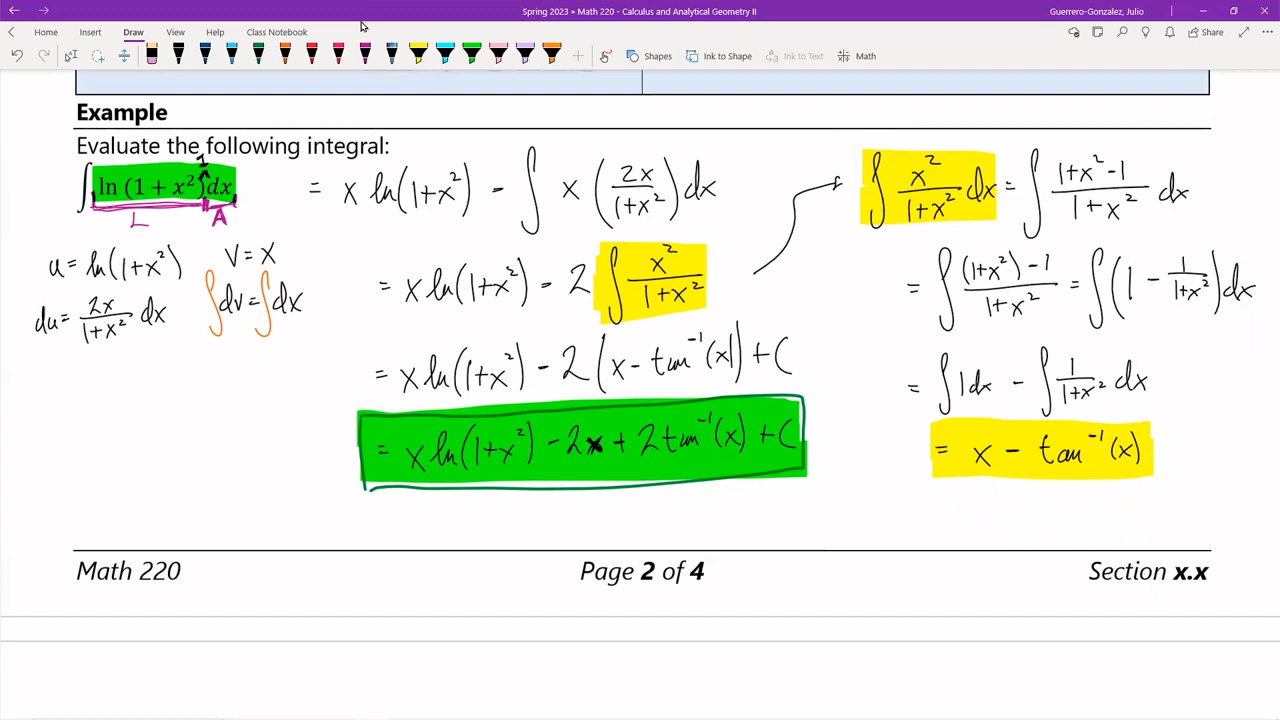 Spring 2023 » Math 220 - Calculus and Analytical Geometry II
Guerrero-Gonzalez, Julio
Home Insert Draw View Help Class Notebook
Share
Shapes Ink to Shape Ink to Text Math
Example
Evaluate the following integral:
∫ ln (1 + x²) dx
1
L A
u = ln(1+x²) v = x
du = 2x/(1+x²) dx ∫dv = ∫dx
= x ln(1+x²) - ∫ x (2x/(1+x²)) dx
= x ln(1+x²) - 2 ∫ x²/(1+x²)
= x ln(1+x²) - 2 (x - tan⁻¹(x)) + C
= x ln(1+x²) - 2x + 2 tan⁻¹(x) + C
∫ x²/(1+x²) dx = ∫ (1+x²-1)/(1+x²) dx
= ∫ ((1+x²)-1)/(1+x²) = ∫ (1 - 1/(1+x²)) dx
= ∫ 1dx - ∫ 1/(1+x²) dx
= x - tan⁻¹(x)
Math 220 Page 2 of 4 Section x.x